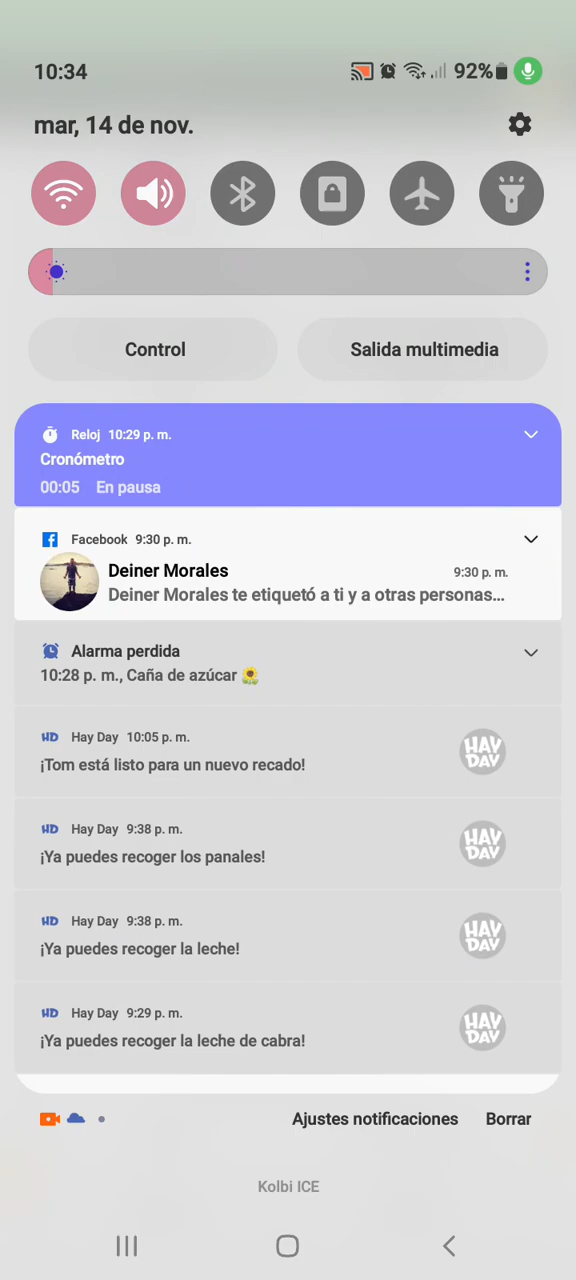 10:34 92%
mar, 14 de nov.
Control Salida multimedia
Reloj 10:29 p. m.
Cronómetro
00:05 En pausa
Facebook 9:30 p. m.
Deiner Morales 9:30 p. m.
Deiner Morales te etiquetó a ti y a otras personas...
Alarma perdida
10:28 p. m., Caña de azúcar 🌻
HD Hay Day 10:05 p. m.
¡Tom está listo para un nuevo recado!
HAY
DAY
HD Hay Day 9:38 p. m.
¡Ya puedes recoger los panales!
HAY
DAY
HD Hay Day 9:38 p. m.
¡Ya puedes recoger la leche!
HAY
DAY
HD Hay Day 9:29 p. m.
¡Ya puedes recoger la leche de cabra!
HAY
DAY
Ajustes notificaciones Borrar
Kolbi ICE